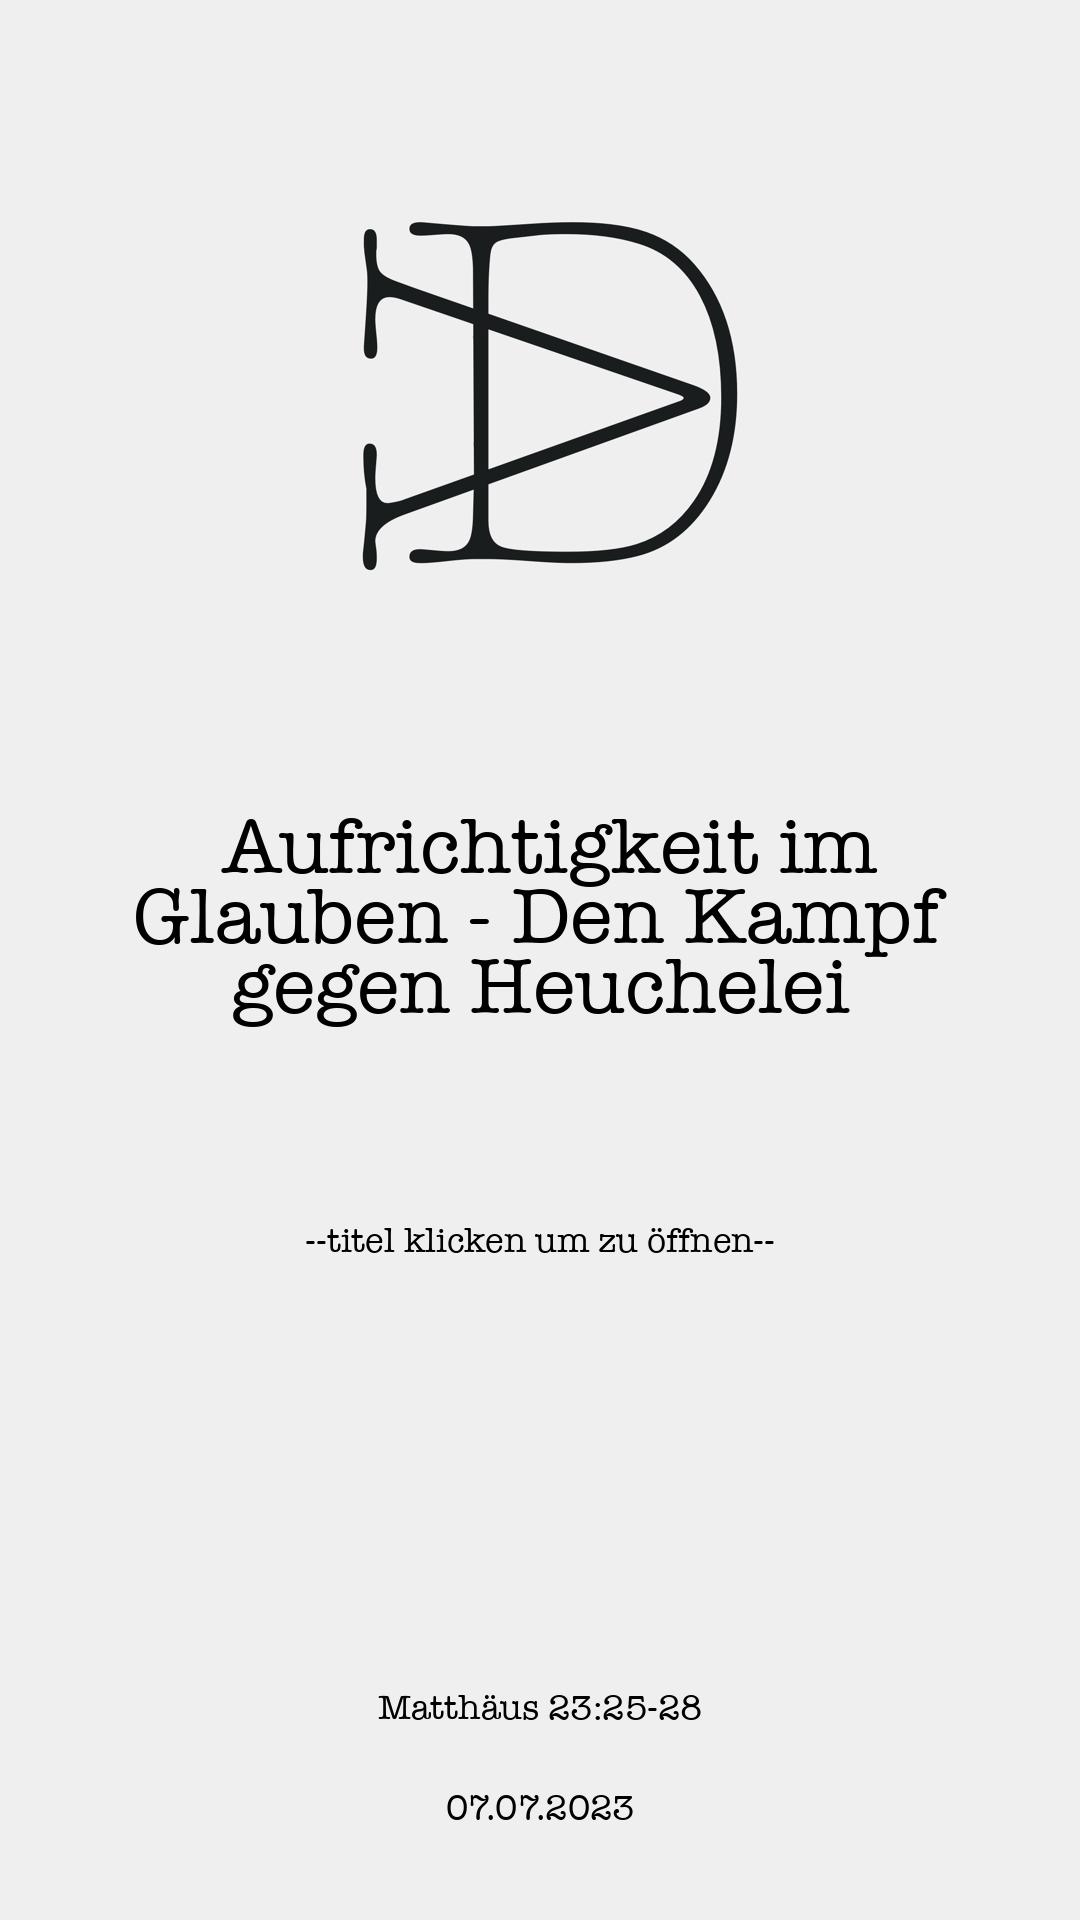 Aufrichtigkeit im
Glauben - Den Kampf
gegen Heuchelei
--titel klicken um zu öffnen--
Matthäus 23:25-28
07.07.2023